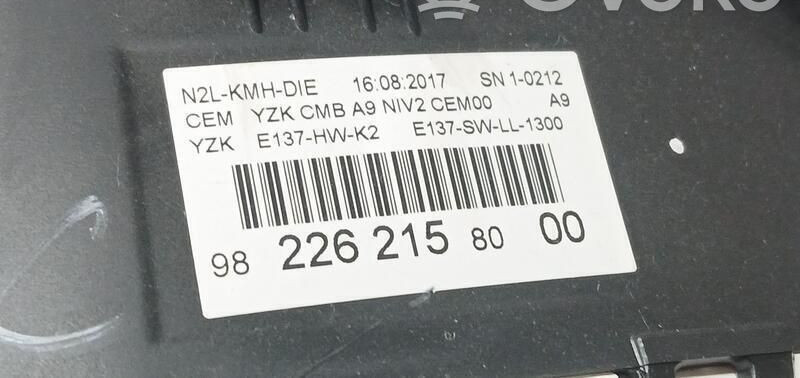 N2L-KMH-DIE 16:08:2017 SN 1-0212
CEM YZK CMB A9 NIV2 CEM00 A9
YZK E137-HW-K2 E137-SW-LL-1300
98 226 215 80 00